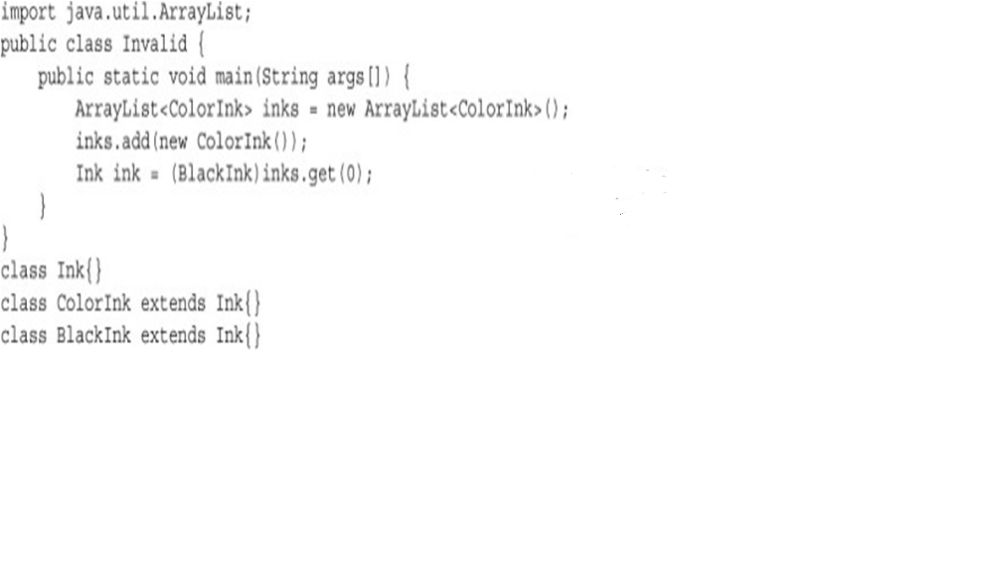 import java.util.ArrayList;
public class Invalid {
    public static void main(String args[]) {
        ArrayList<ColorInk> inks = new ArrayList<ColorInk>();
        inks.add(new ColorInk());
        Ink ink = (BlackInk)inks.get(0);
    }
}
class Ink{}
class ColorInk extends Ink{}
class BlackInk extends Ink{}